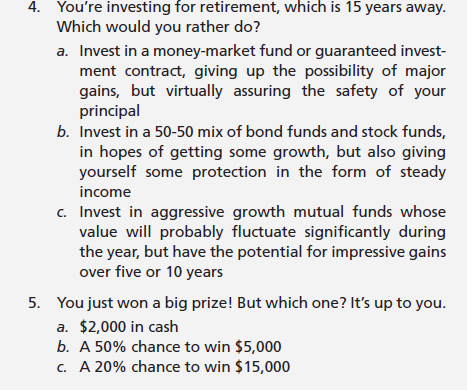 4. You're investing for retirement, which is 15 years away.
Which would you rather do?
a. Invest in a money-market fund or guaranteed invest-
ment contract, giving up the possibility of major
gains, but virtually assuring the safety of your
principal
b. Invest in a 50-50 mix of bond funds and stock funds,
in hopes of getting some growth, but also giving
yourself some protection in the form of steady
income
c. Invest in aggressive growth mutual funds whose
value will probably fluctuate significantly during
the year, but have the potential for impressive gains
over five or 10 years
5. You just won a big prize! But which one? It's up to you.
a. $2,000 in cash
b. A 50% chance to win $5,000
c. A 20% chance to win $15,000